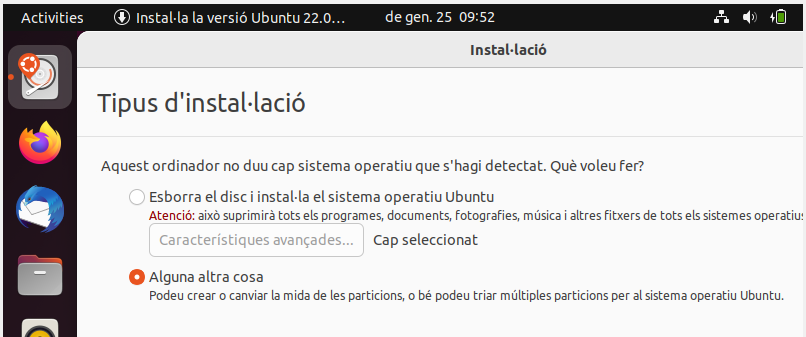 Activities Instal·la la versió Ubuntu 22.0… de gen. 25 09:52
Instal·lació
Tipus d'instal·lació
Aquest ordinador no duu cap sistema operatiu que s'hagi detectat. Què voleu fer?
Esborra el disc i instal·la el sistema operatiu Ubuntu
Atenció: això suprimirà tots els programes, documents, fotografies, música i altres fitxers de tots els sistemes operatius
Característiques avançades... Cap seleccionat
Alguna altra cosa
Podeu crear o canviar la mida de les particions, o bé podeu triar múltiples particions per al sistema operatiu Ubuntu.